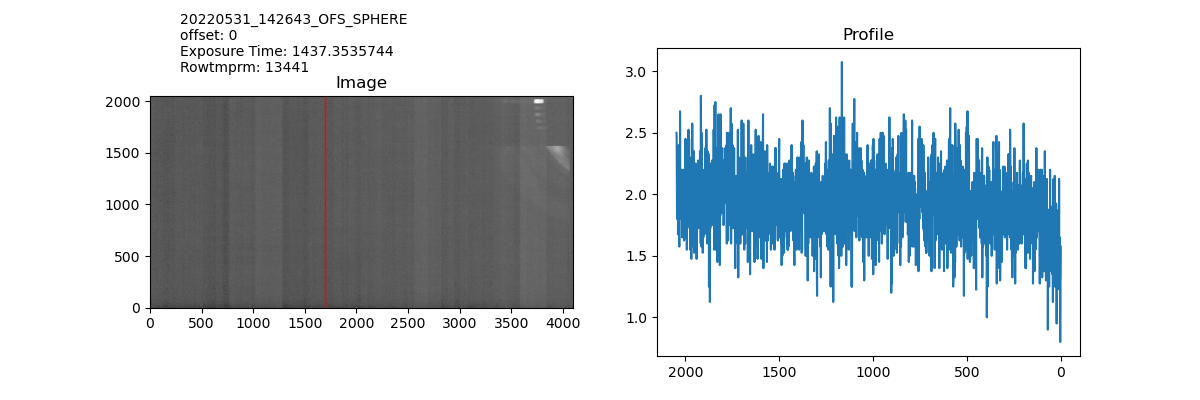 20220531_142643_OFS_SPHERE
offset: 0
Exposure Time: 1437.3535744
Rowtmprm: 13441
Image
2000
1500
1000
500
0
0 500 1000 1500 2000 2500 3000 3500 4000
Profile
3.0
2.5
2.0
1.5
1.0
2000 1500 1000 500 0